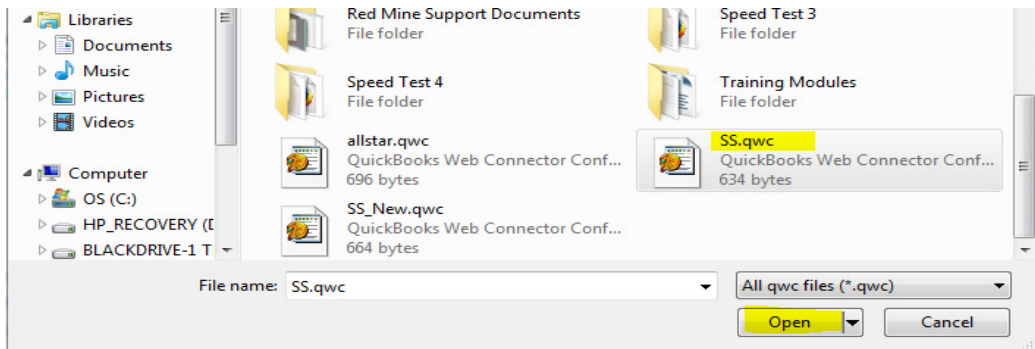 Libraries
Documents
Music
Pictures
Videos
Computer
OS (C:)
HP_RECOVERY (D
BLACKDRIVE-1 T
Red Mine Support Documents
File folder
Speed Test 3
File folder
Speed Test 4
File folder
Training Modules
File folder
allstar.qwc
QuickBooks Web Connector Conf...
696 bytes
SS.qwc
QuickBooks Web Connector Conf...
634 bytes
SS_New.qwc
QuickBooks Web Connector Conf...
664 bytes
File name: SS.qwc
All qwc files (*.qwc)
Open
Cancel